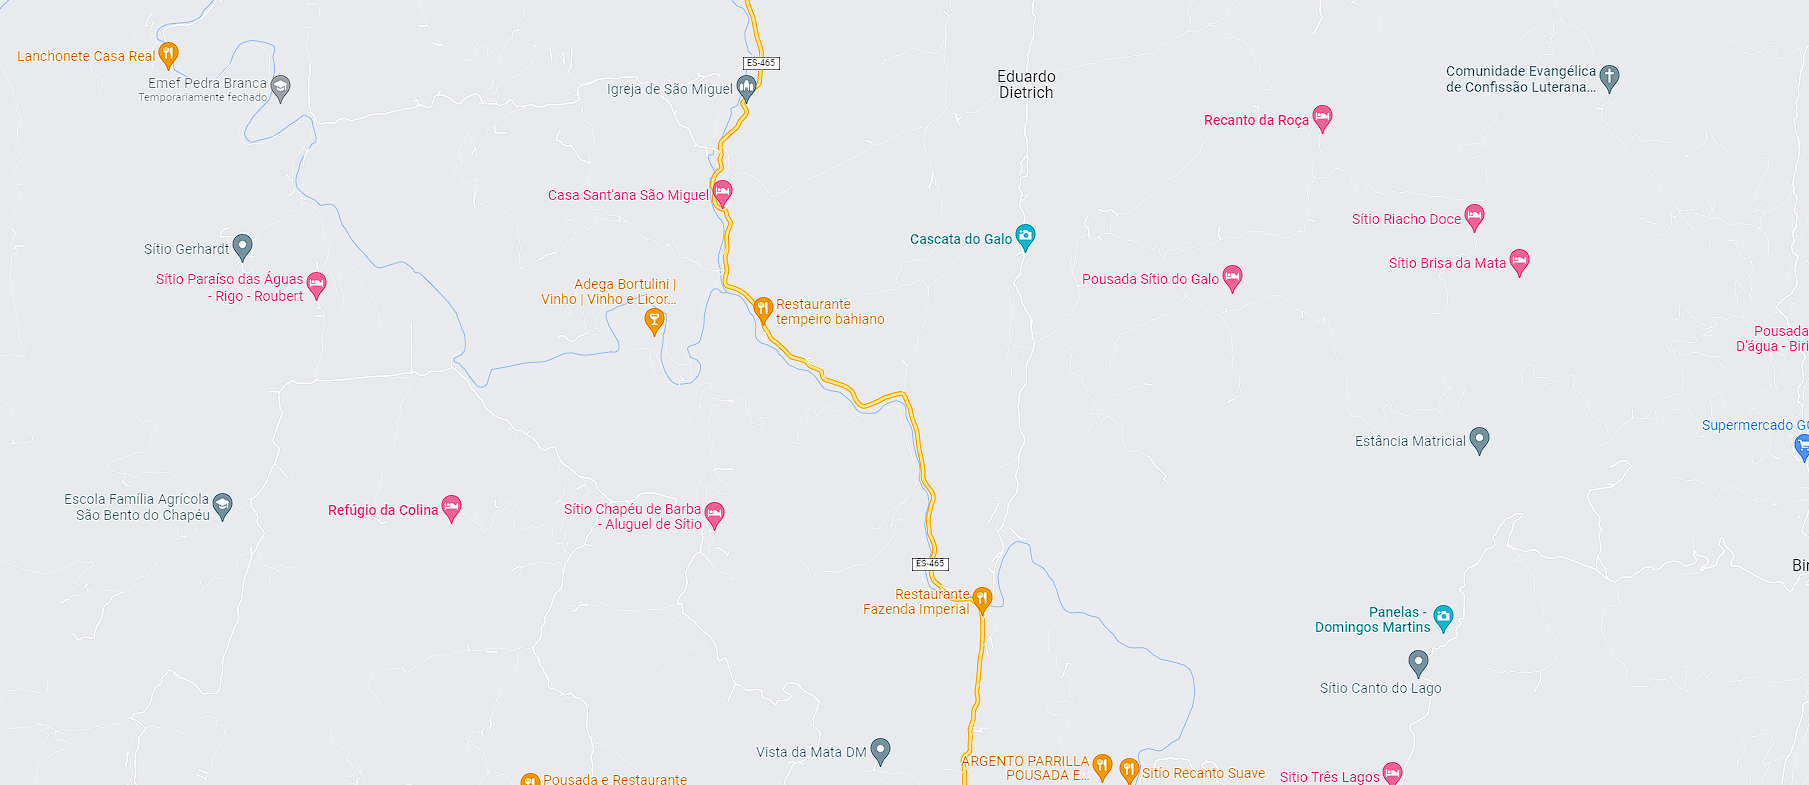 Lanchonete Casa Real
Emef Pedra Branca
Temporariamente fechado
ES-465
Igreja de São Miguel
Eduardo
Dietrich
Comunidade Evangélica
de Confissão Luterana...
Recanto da Roça
Casa Sant'ana São Miguel
Sítio Riacho Doce
Cascata do Galo
Sítio Gerhardt
Sítio Brisa da Mata
Sítio Paraíso das Águas
- Rigo - Roubert
Pousada Sítio do Galo
Adega Bortulini |
Vinho | Vinho e Licor...
Restaurante
tempeiro bahiano
Pousada
D'água - Biri
Supermercado GO
Estância Matricial
Escola Família Agrícola
São Bento do Chapéu
Refúgio da Colina
Sítio Chapéu de Barba
- Aluguel de Sítio
ES-465
Bir
Restaurante
Fazenda Imperial
Panelas -
Domingos Martins
Sítio Canto do Lago
Vista da Mata DM
ARGENTO PARRILLA
POUSADA E...
Sitío Recanto Suave
Sitio Três Lagos
Pousada e Restaurante